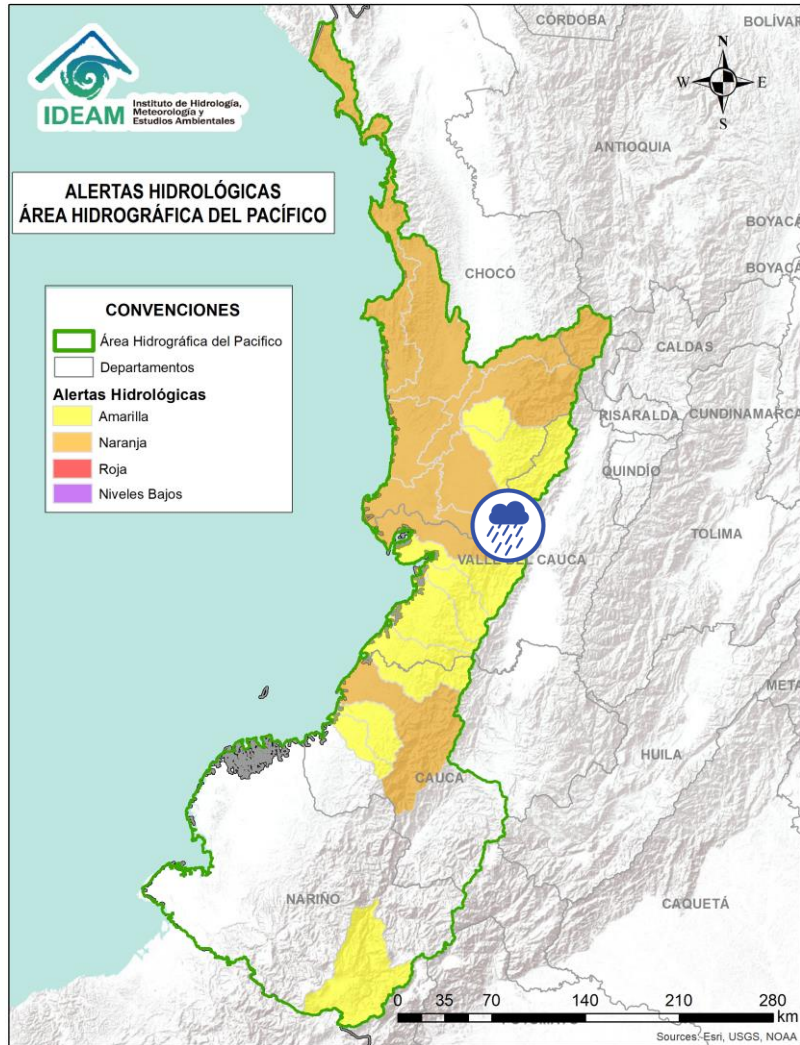 IDEAM
Instituto de Hidrología,
Meteorología y
Estudios Ambientales
ALERTAS HIDROLÓGICAS
ÁREA HIDROGRÁFICA DEL PACÍFICO
CONVENCIONES
Área Hidrográfica del Pacifico
Departamentos
Alertas Hidrológicas
Amarilla
Naranja
Roja
Niveles Bajos
CÓRDOBA
BOLÍVAR
N
W
E
S
ANTIOQUIA
BOYACÁ
BOYACÁ
CHOCÓ
CALDAS
RISARALDA
CUNDINAMARCA
QUINDÍO
TOLIMA
VALLE DEL CAUCA
META
HUILA
CAUCA
NARIÑO
CAQUETÁ
0 35 70 140 210 280
km
Sources: Esri, USGS, NOAA